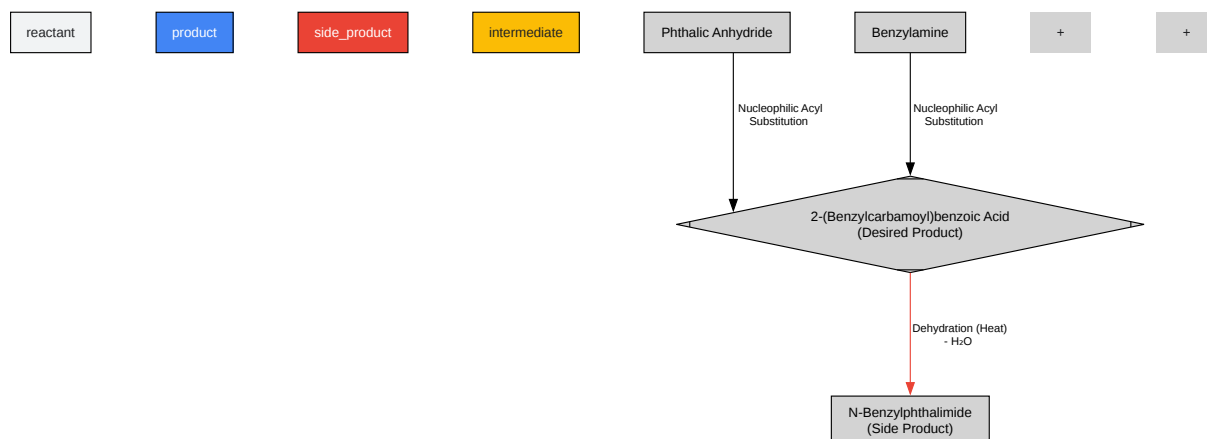 reactant
product
side_product
intermediate
Phthalic Anhydride
Benzylamine
+
+
Nucleophilic Acyl
Substitution
Nucleophilic Acyl
Substitution
2-(Benzylcarbamoyl)benzoic Acid
(Desired Product)
Dehydration (Heat)
- H₂O
N-Benzylphthalimide
(Side Product)